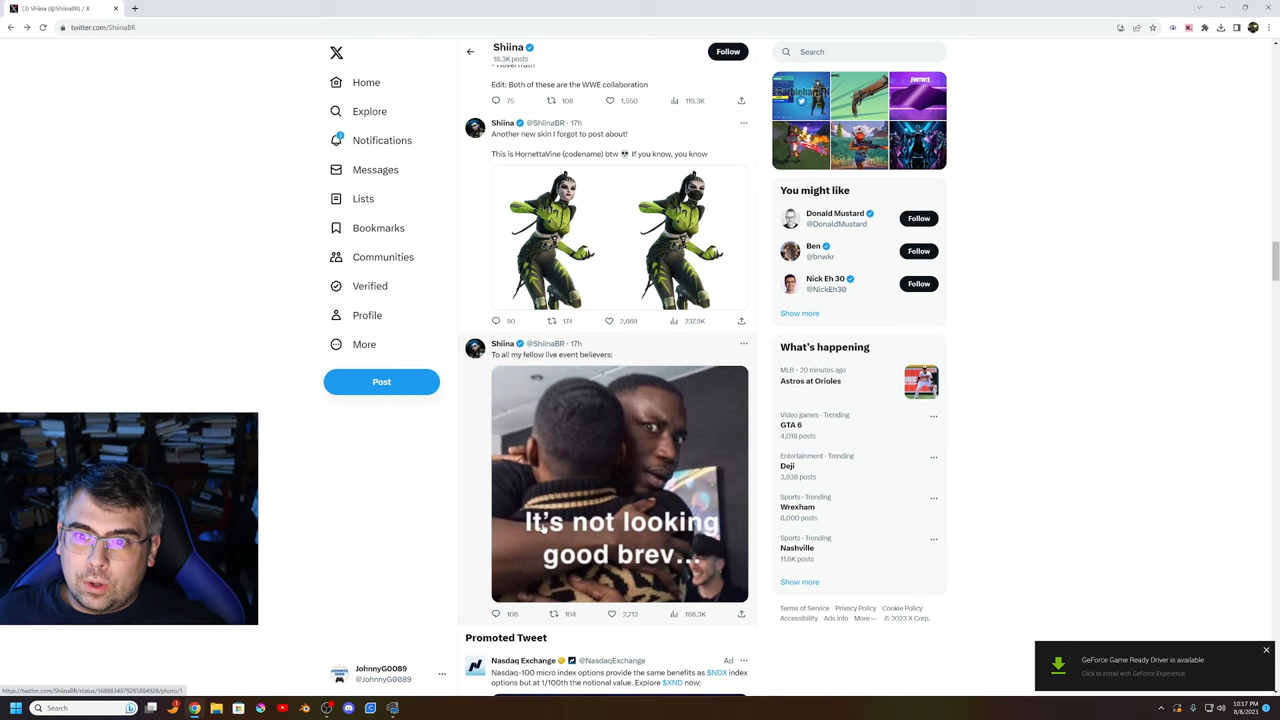 (3) Shiina (@ShiinaBR) / X
twitter.com/ShiinaBR
Home
Explore
3
Notifications
Messages
Lists
Bookmarks
Communities
Verified
Profile
More
Post
JohnnyG0089
@JohnnyG0089
Shiina
18.3K posts
Follow
Edit: Both of these are the WWE collaboration
75 108 1,550 119.3K
Shiina @ShiinaBR · 17h
Another new skin I forgot to post about!
This is HornettaVine (codename) btw 💀 If you know, you know
90 174 2,669 237.9K
Shiina @ShiinaBR · 17h
To all my fellow live event believers:
It's not looking
good brev...
106 104 2,712 168.3K
Promoted Tweet
Nasdaq Exchange @NasdaqExchange Ad
Nasdaq-100 micro index options provide the same benefits as $NDX index
options but at 1/100th the notional value. Explore $XND now:
Search
FORTNITE
You might like
Donald Mustard
@DonaldMustard
Follow
Ben
@bnwkr
Follow
Nick Eh 30
@NickEh30
Follow
Show more
What's happening
MLB · 20 minutes ago
Astros at Orioles
Video games · Trending
GTA 6
4,018 posts
Entertainment · Trending
Deji
3,938 posts
Sports · Trending
Wrexham
8,000 posts
Sports · Trending
Nashville
11.6K posts
Show more
Terms of Service Privacy Policy Cookie Policy
Accessibility Ads info More — © 2023 X Corp.
GeForce Game Ready Driver is available
Click to install with GeForce Experience.
https://twitter.com/ShiinaBR/status/1688834979285884928/photo/1
Search
10:17 PM
8/8/2023